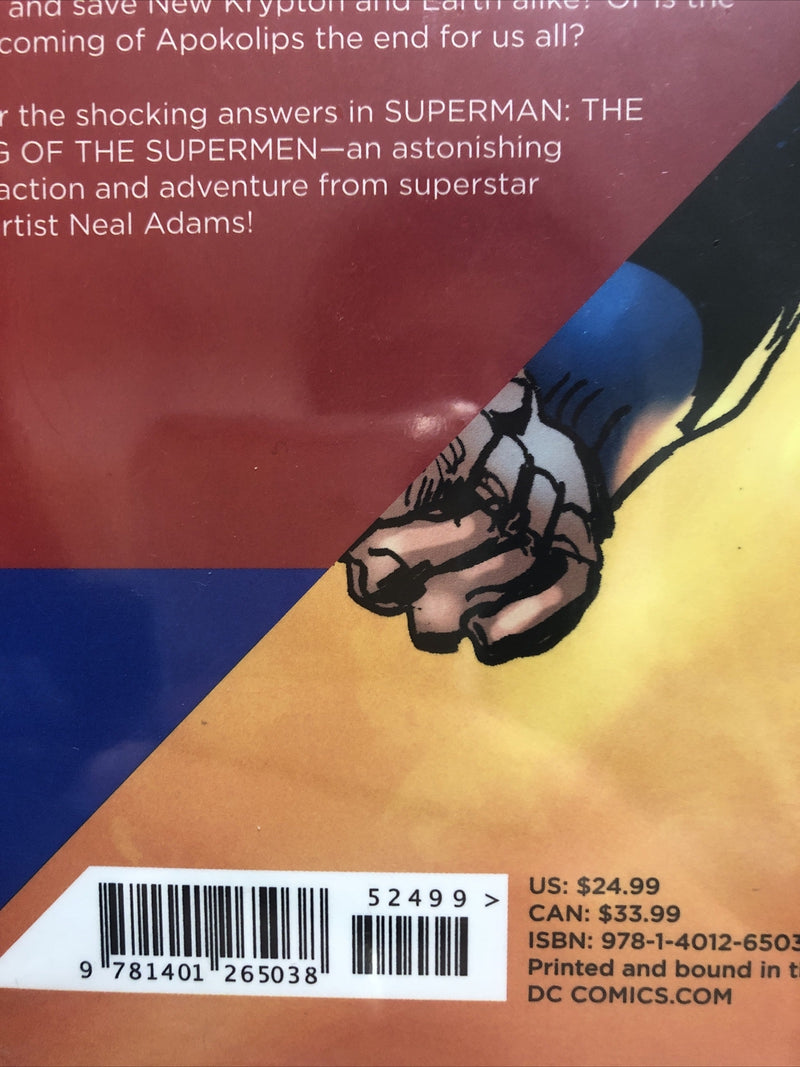 and save New Krypton and Earth alike? Or is the
coming of Apokolips the end for us all?
r the shocking answers in SUPERMAN: THE
G OF THE SUPERMEN—an astonishing
action and adventure from superstar
rtist Neal Adams!
52499 >
9 781401 265038
US: $24.99
CAN: $33.99
ISBN: 978-1-4012-6503
Printed and bound in t
DC COMICS.COM